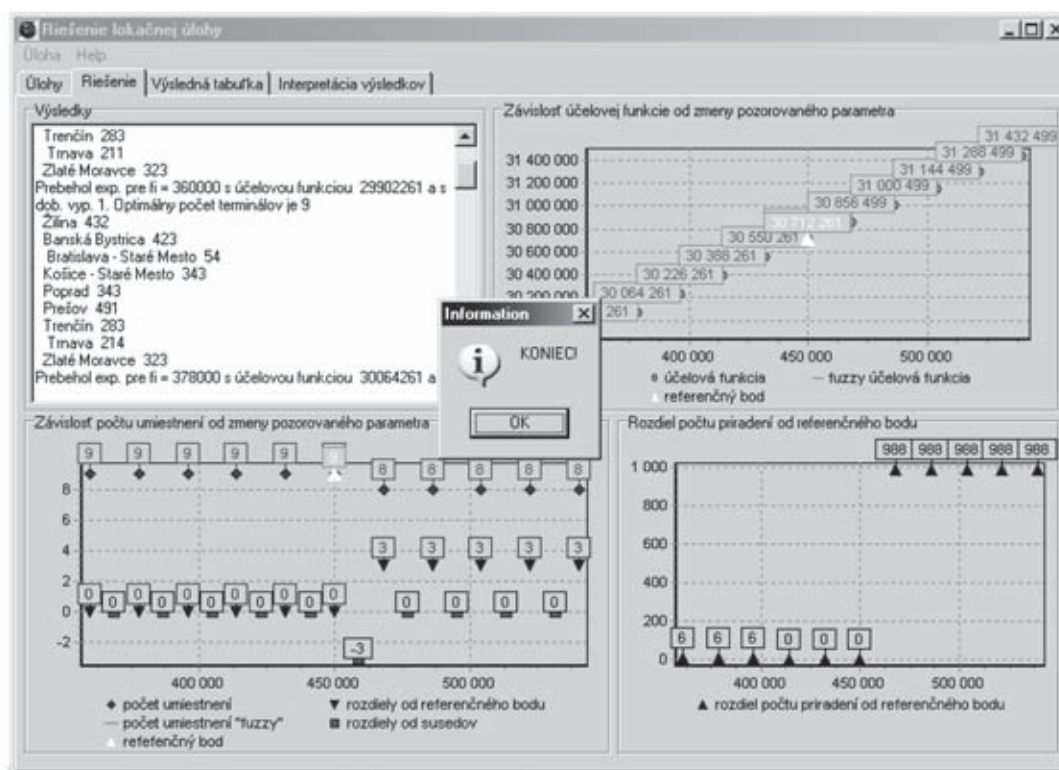 Riešenie lokačnej úlohy
Úloha Help
Úlohy Riešenie Výsledná tabuľka Interpretácia výsledkov
Výsledky
Trenčín 283
Trnava 211
Zlaté Moravce 323
Prebehol exp. pre fi = 360000 s účelovou funkciou 29902261 a s
dob. vyp. 1. Optimálny počet terminálov je 9
Žilina 432
Banská Bystrica 423
Bratislava - Staré Mesto 54
Košice - Staré Mesto 343
Poprad 343
Prešov 491
Trenčín 283
Trnava 214
Zlaté Moravce 323
Prebehol exp. pre fi = 378000 s účelovou funkciou 30064261 a
Závislosť účelovej funkcie od zmeny pozorovaného parametra
31 432 499
31 288 499
31 144 499
31 000 499
30 856 499
30 712 261
30 550 261
30 388 261
30 226 261
30 064 261
261
31 400 000
31 200 000
31 000 000
30 800 000
30 600 000
30 400 000
30 200 000
400 000 450 000 500 000
účelová funkcia fuzzy účelová funkcia
referenčný bod
Information
KONIEC!
OK
Závislosť počtu umiestnení od zmeny pozorovaného parametra
9 9 9 9 9
8 8 8 8 8
3 3 3 3 3
0 0 0 0 0 0 0 0 0 0 0 0 0 0 0
-3
8
6
4
2
0
-2
400 000 450 000 500 000
počet umiestnení rozdiely od referenčného bodu
počet umiestnení "fuzzy" rozdiely od susedov
refetenčný bod
Rozdiel počtu priradení od referenčného bodu
988 988 988 988 988
6 6 6 0 0 0
1 000
800
600
400
200
0
400 000 450 000 500 000
rozdiel počtu priradení od referenčného bodu